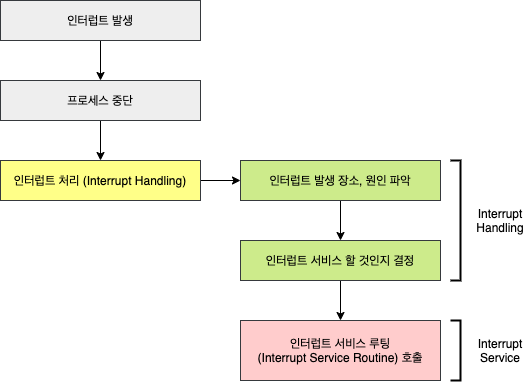 인터럽트 발생
프로세스 중단
인터럽트 처리 (Interrupt Handling)
인터럽트 발생 장소, 원인 파악
인터럽트 서비스 할 것인지 결정
Interrupt
Handling
인터럽트 서비스 루팅
(Interrupt Service Routine) 호출
Interrupt
Service